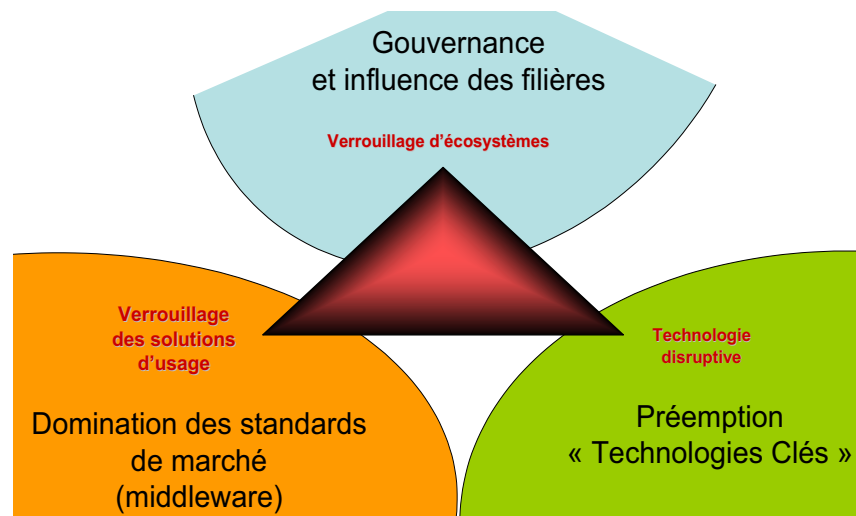 Gouvernance
et influence des filières
Verrouillage d'écosystèmes
Verrouillage
des solutions
d'usage
Technologie
disruptive
Domination des standards
de marché
(middleware)
Préemption
« Technologies Clés »